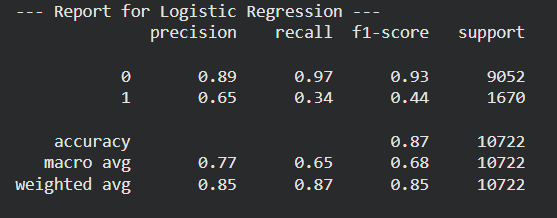 --- Report for Logistic Regression ---
precision recall f1-score support
0 0.89 0.97 0.93 9052
1 0.65 0.34 0.44 1670
accuracy 0.87 10722
macro avg 0.77 0.65 0.68 10722
weighted avg 0.85 0.87 0.85 10722